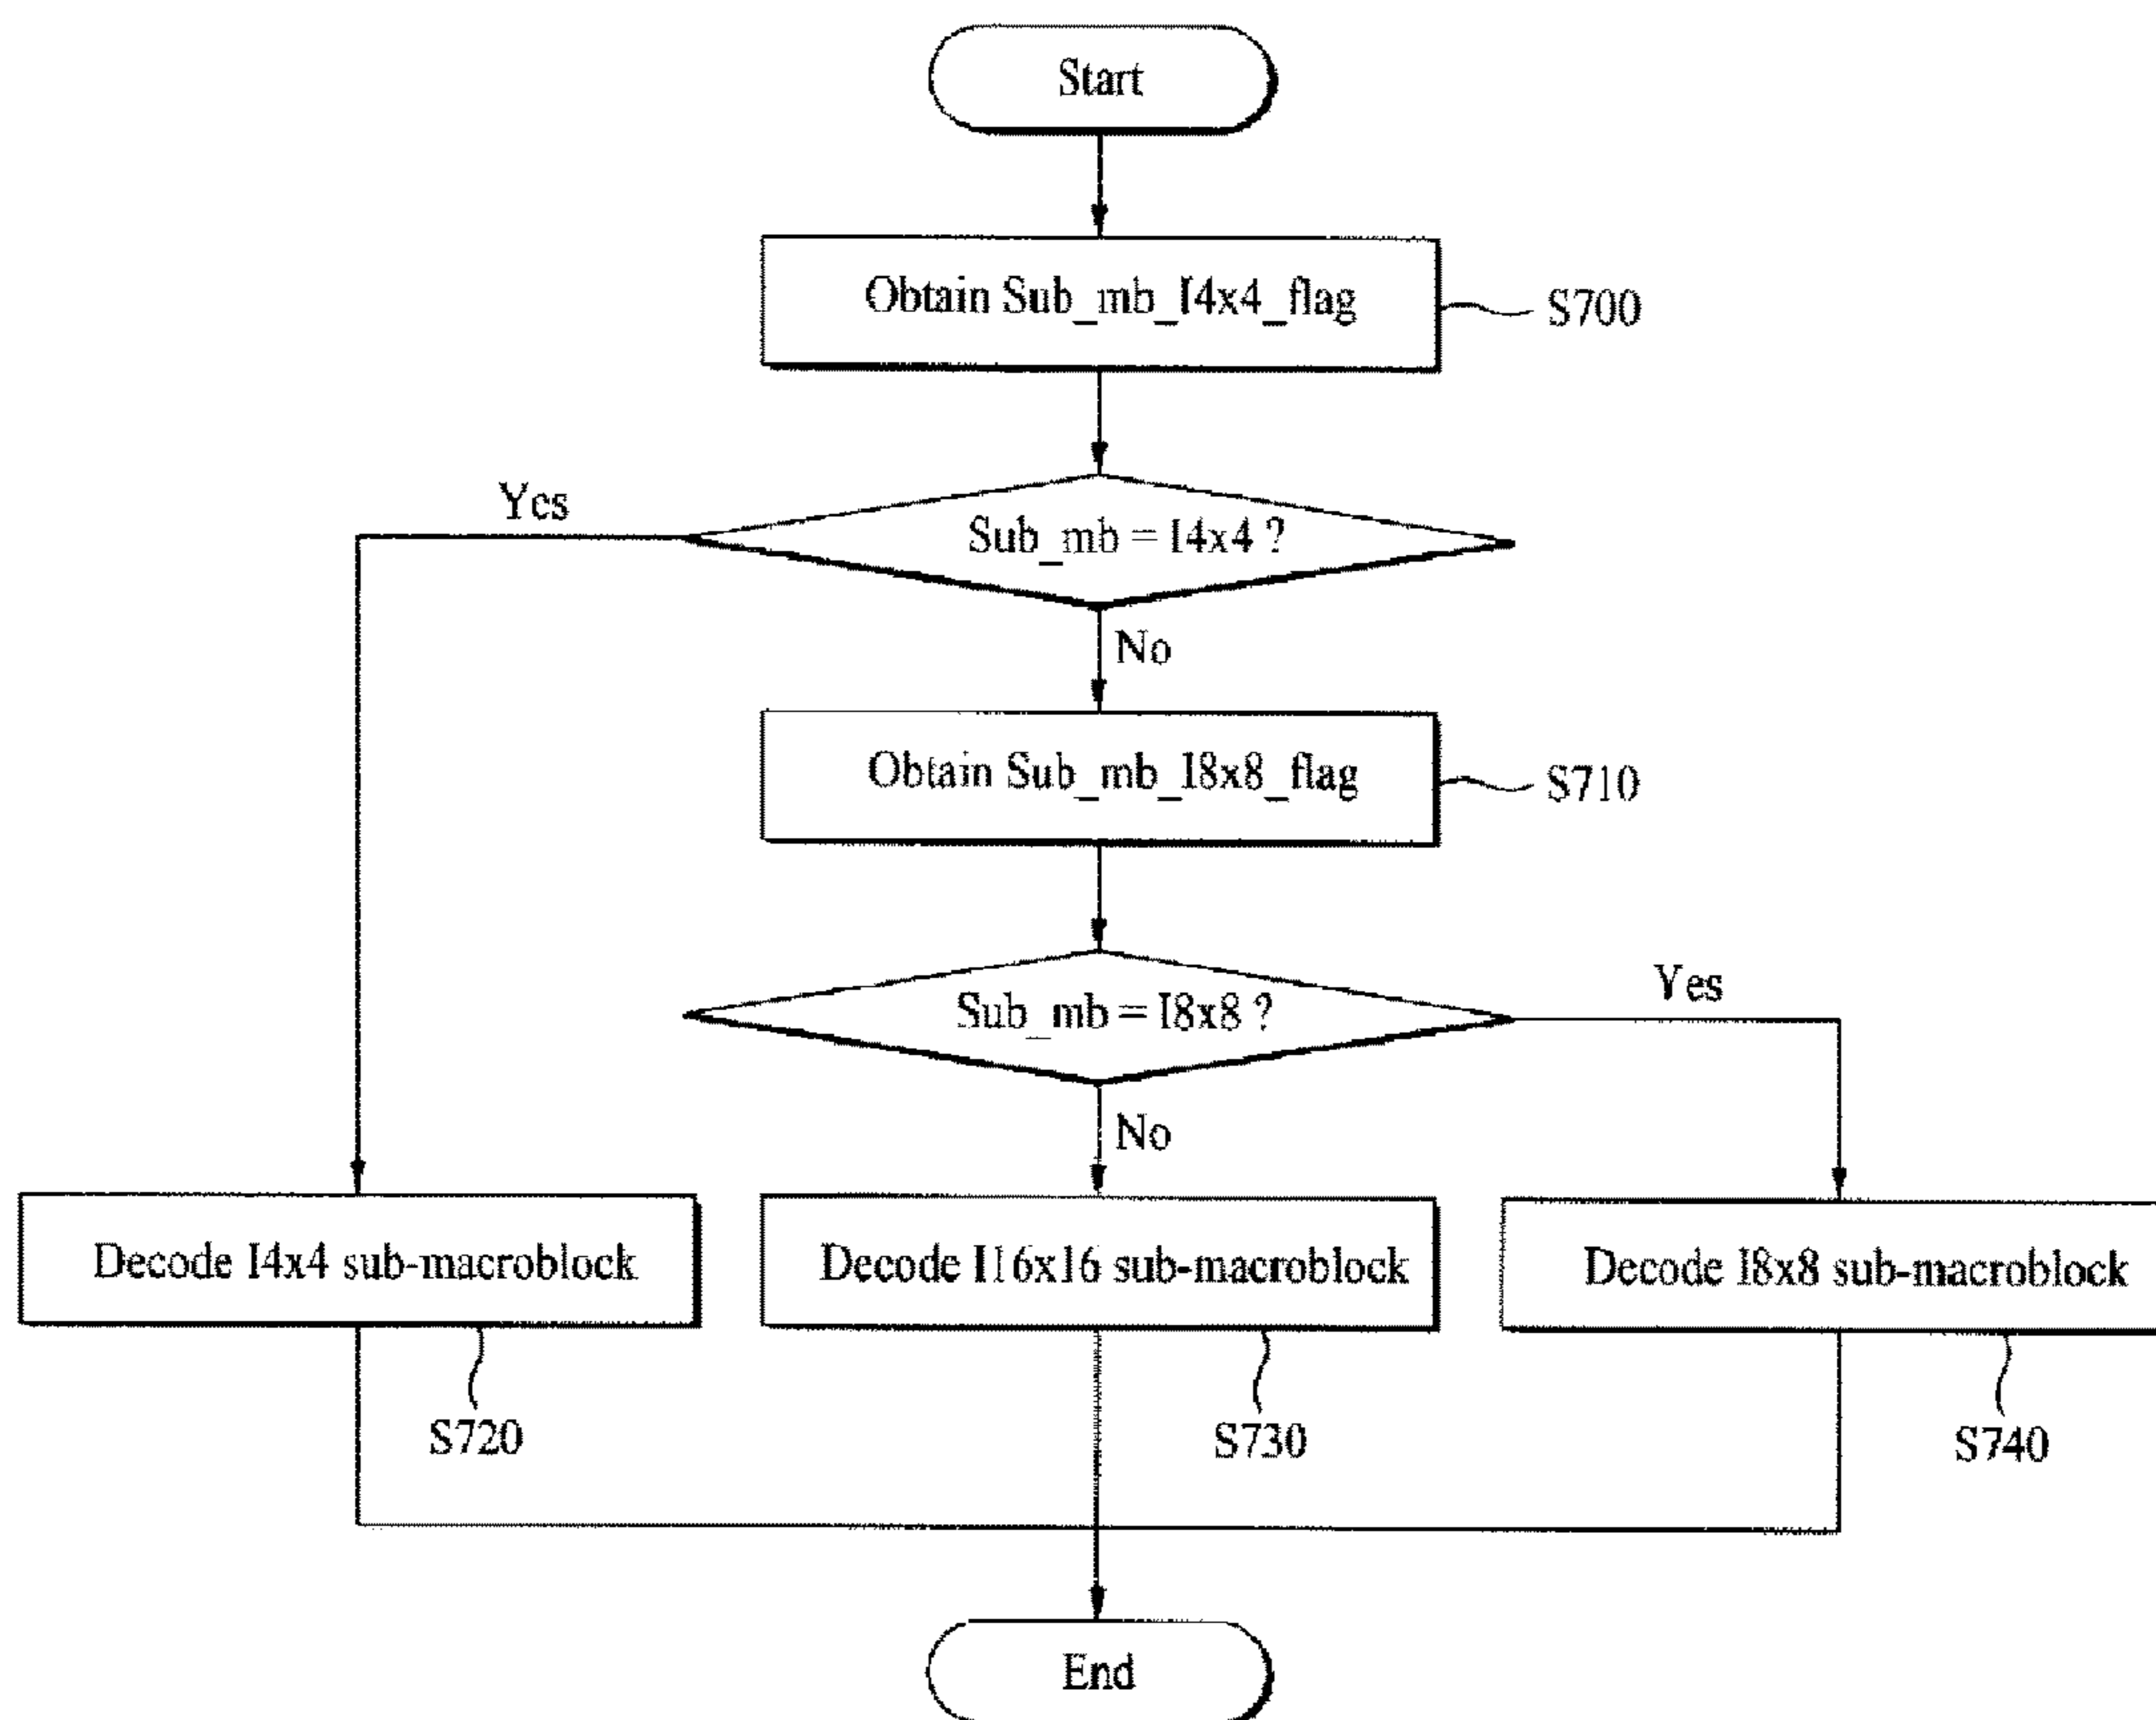 Start
Obtain Sub_mb_I4x4_flag
S700
Yes
Sub_mb = I4x4 ?
No
Obtain Sub_mb_I8x8_flag
S710
Sub_mb = I8x8 ?
Yes
No
Decode I4x4 sub-macroblock
Decode I16x16 sub-macroblock
Decode I8x8 sub-macroblock
S720
S730
S740
End